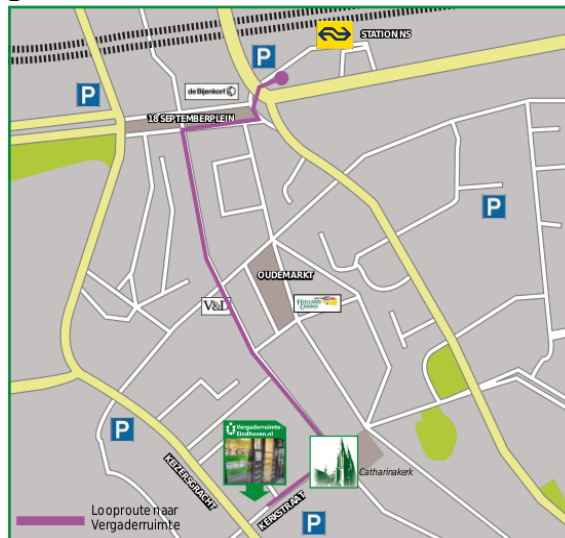 STATION NS
P
P
de Bijenkorf
18 SEPTEMBERPLEIN
P
OUDEMARKT
HOLLAND
CASINO
V&D
P
Vergaderruimte-
Eindhoven.nl
Catharinakerk
KEIZERSGRACHT
KERKSTRAAT
P
Looproute naar
Vergaderruimte